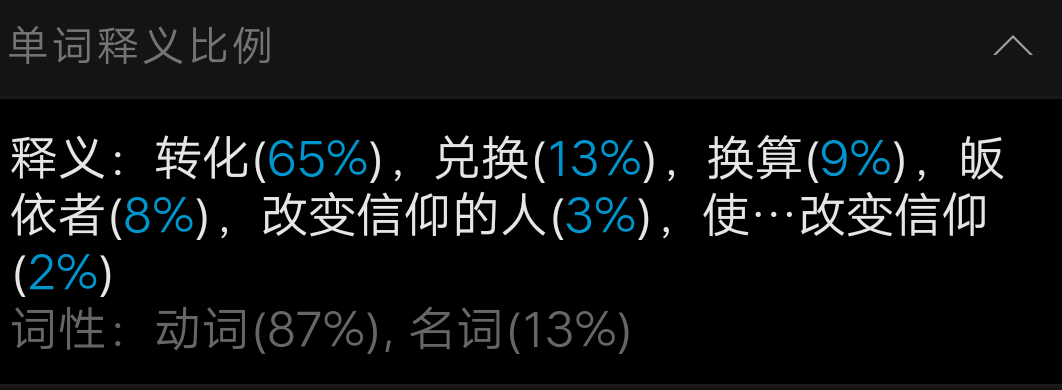 单词释义比例
释义：转化(65%)，兑换(13%)，换算(9%)，皈
依者(8%)，改变信仰的人(3%)，使…改变信仰
(2%)
词性：动词(87%), 名词(13%)